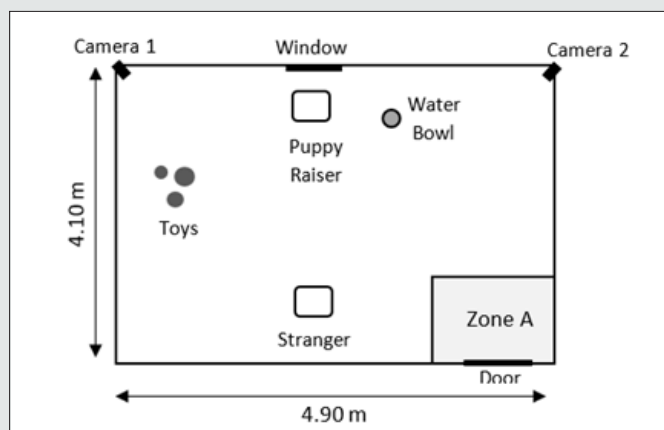 Camera 1
Window
Camera 2
Water
Bowl
Puppy
Raiser
4.10 m
Toys
Zone A
Stranger
Door
4.90 m